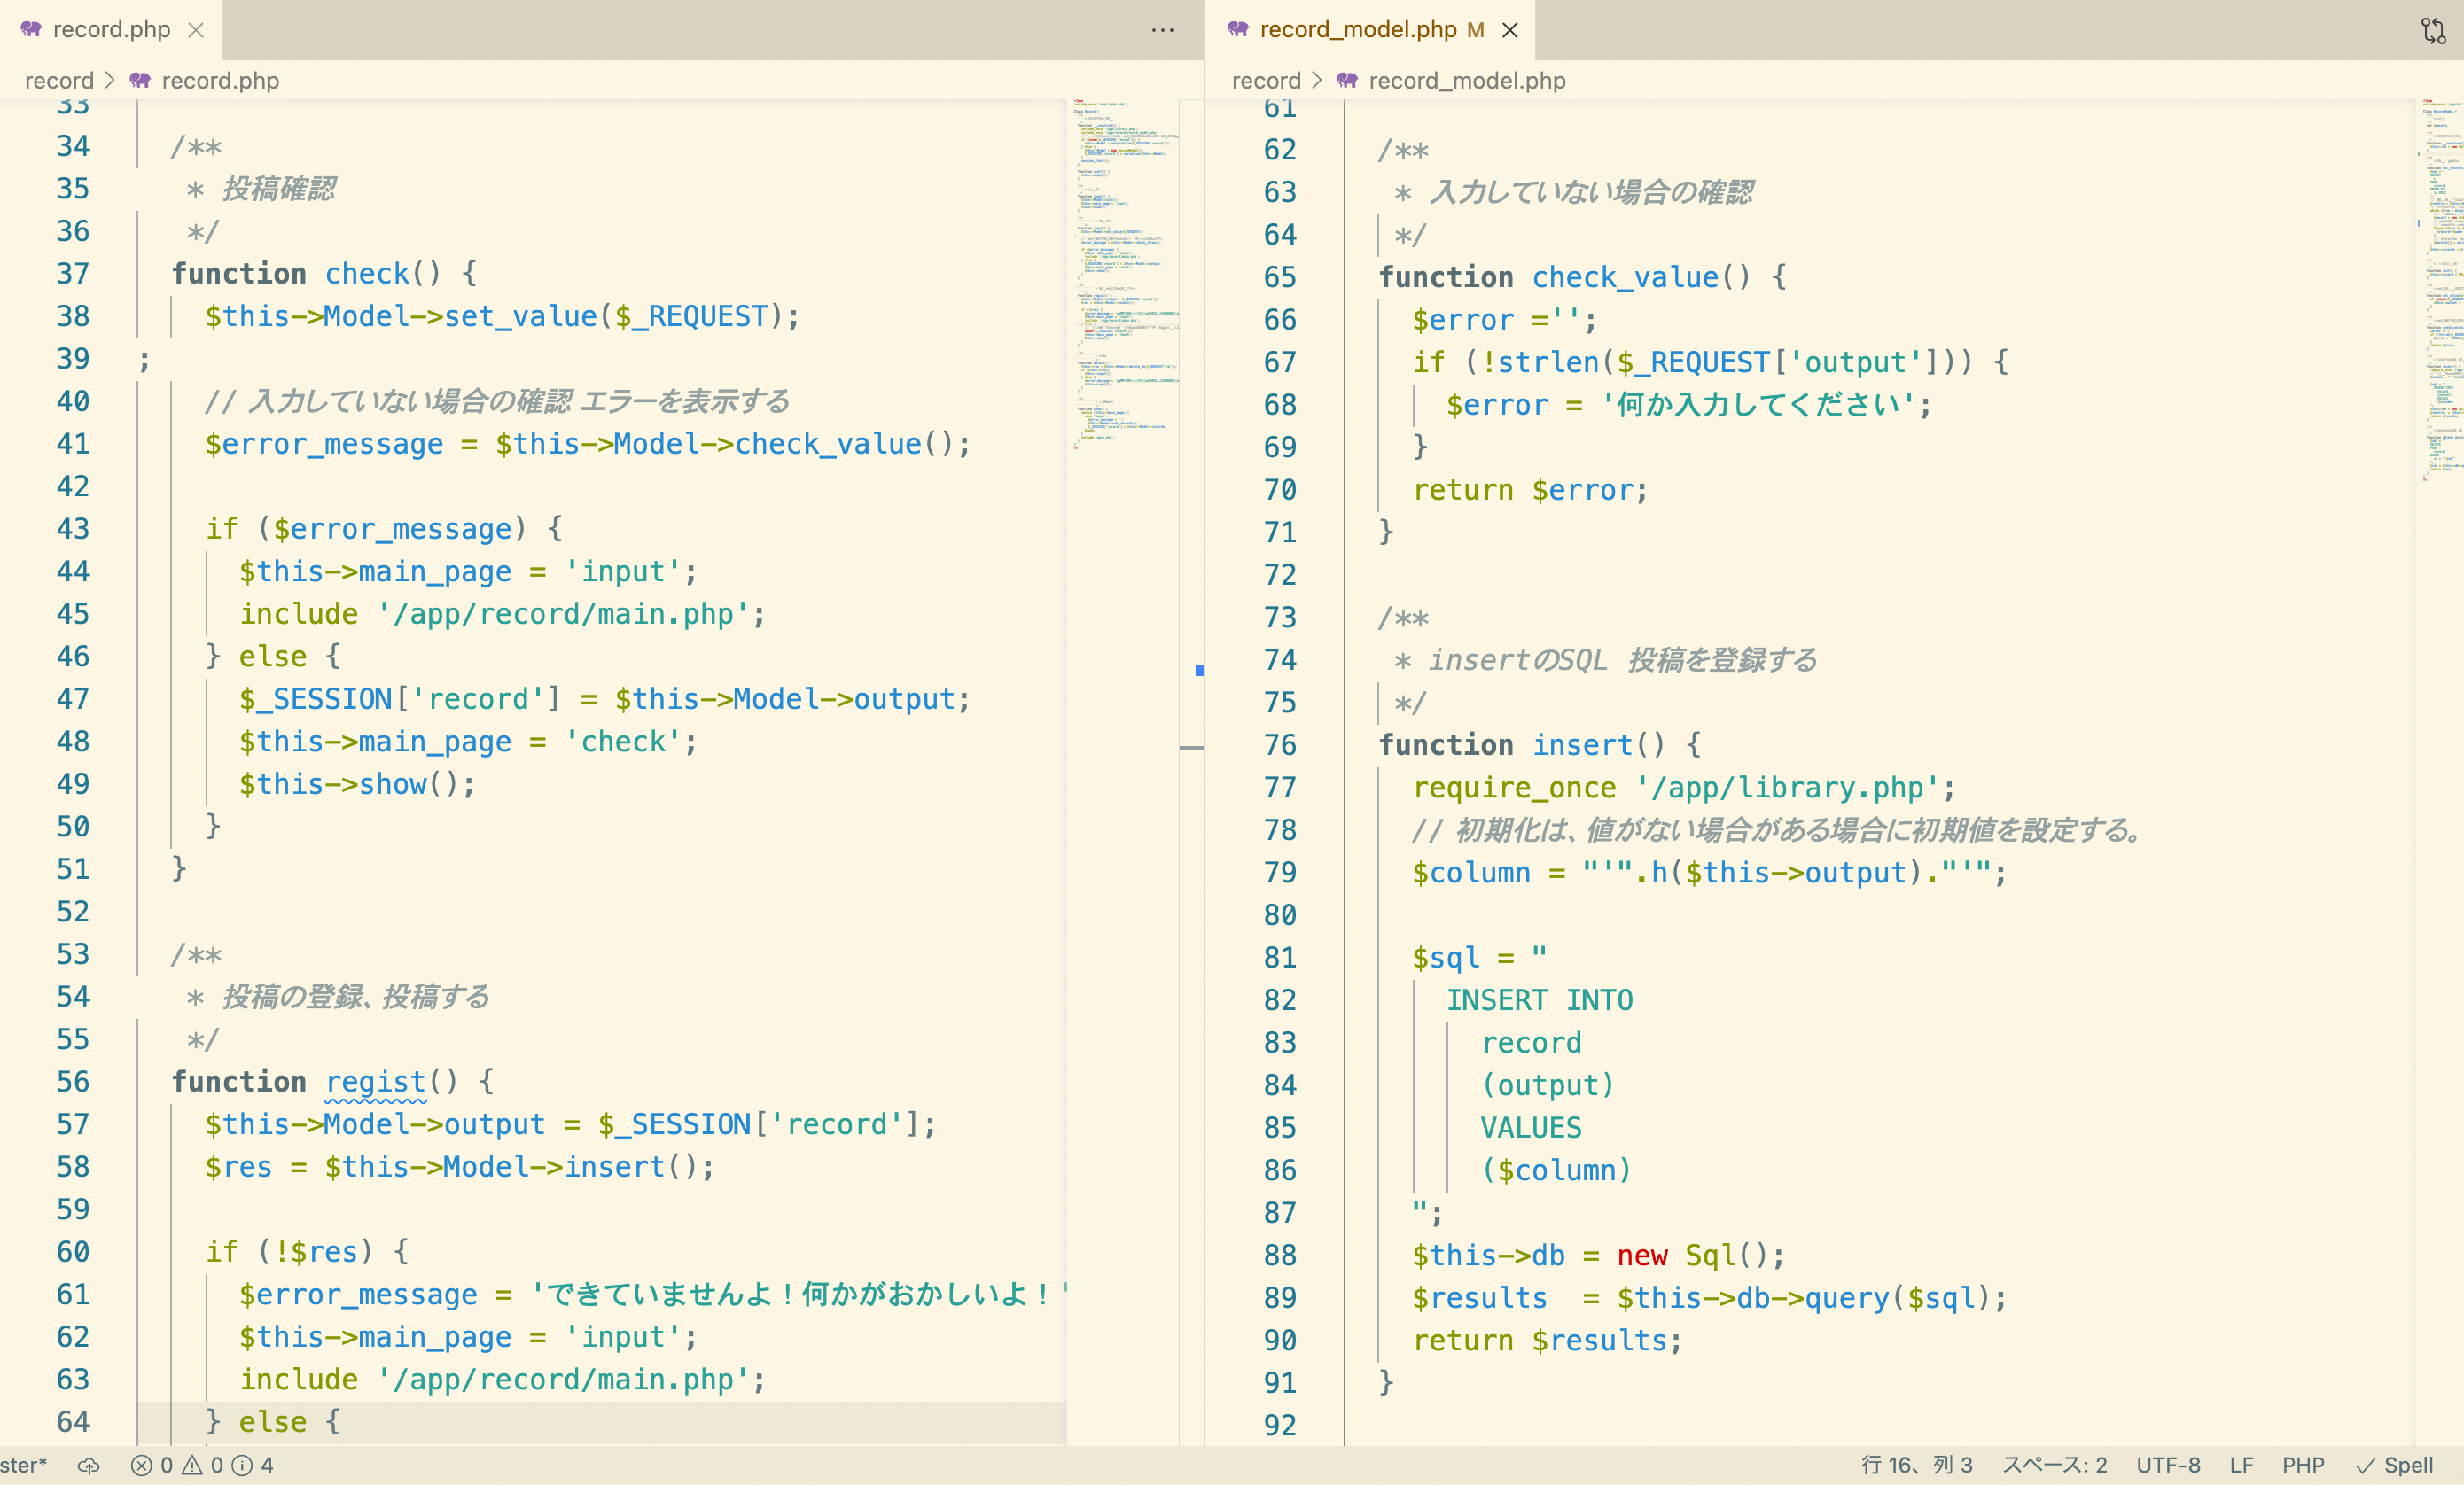 record.php
record > record.php
33
34 /**
35 * 投稿確認
36 */
37 function check() {
38 $this->Model->set_value($_REQUEST);
39 ;
40 // 入力していない場合の確認 エラーを表示する
41 $error_message = $this->Model->check_value();
42
43 if ($error_message) {
44 $this->main_page = 'input';
45 include '/app/record/main.php';
46 } else {
47 $_SESSION['record'] = $this->Model->output;
48 $this->main_page = 'check';
49 $this->show();
50 }
51 }
52
53 /**
54 * 投稿の登録、投稿する
55 */
56 function regist() {
57 $this->Model->output = $_SESSION['record'];
58 $res = $this->Model->insert();
59
60 if (!$res) {
61 $error_message = 'できていませんよ！何かがおかしいよ！'
62 $this->main_page = 'input';
63 include '/app/record/main.php';
64 } else {
record_model.php M
record > record_model.php
61
62 /**
63 * 入力していない場合の確認
64 */
65 function check_value() {
66 $error ='';
67 if (!strlen($_REQUEST['output'])) {
68 $error = '何か入力してください';
69 }
70 return $error;
71 }
72
73 /**
74 * insertのSQL 投稿を登録する
75 */
76 function insert() {
77 require_once '/app/library.php';
78 // 初期化は、値がない場合がある場合に初期値を設定する。
79 $column = "'".h($this->output)."'";
80
81 $sql = "
82 INSERT INTO
83 record
84 (output)
85 VALUES
86 ($column)
87 ";
88 $this->db = new Sql();
89 $results  = $this->db->query($sql);
90 return $results;
91 }
92
ster* 0 0 4 行 16、列 3 スペース: 2 UTF-8 LF PHP Spell